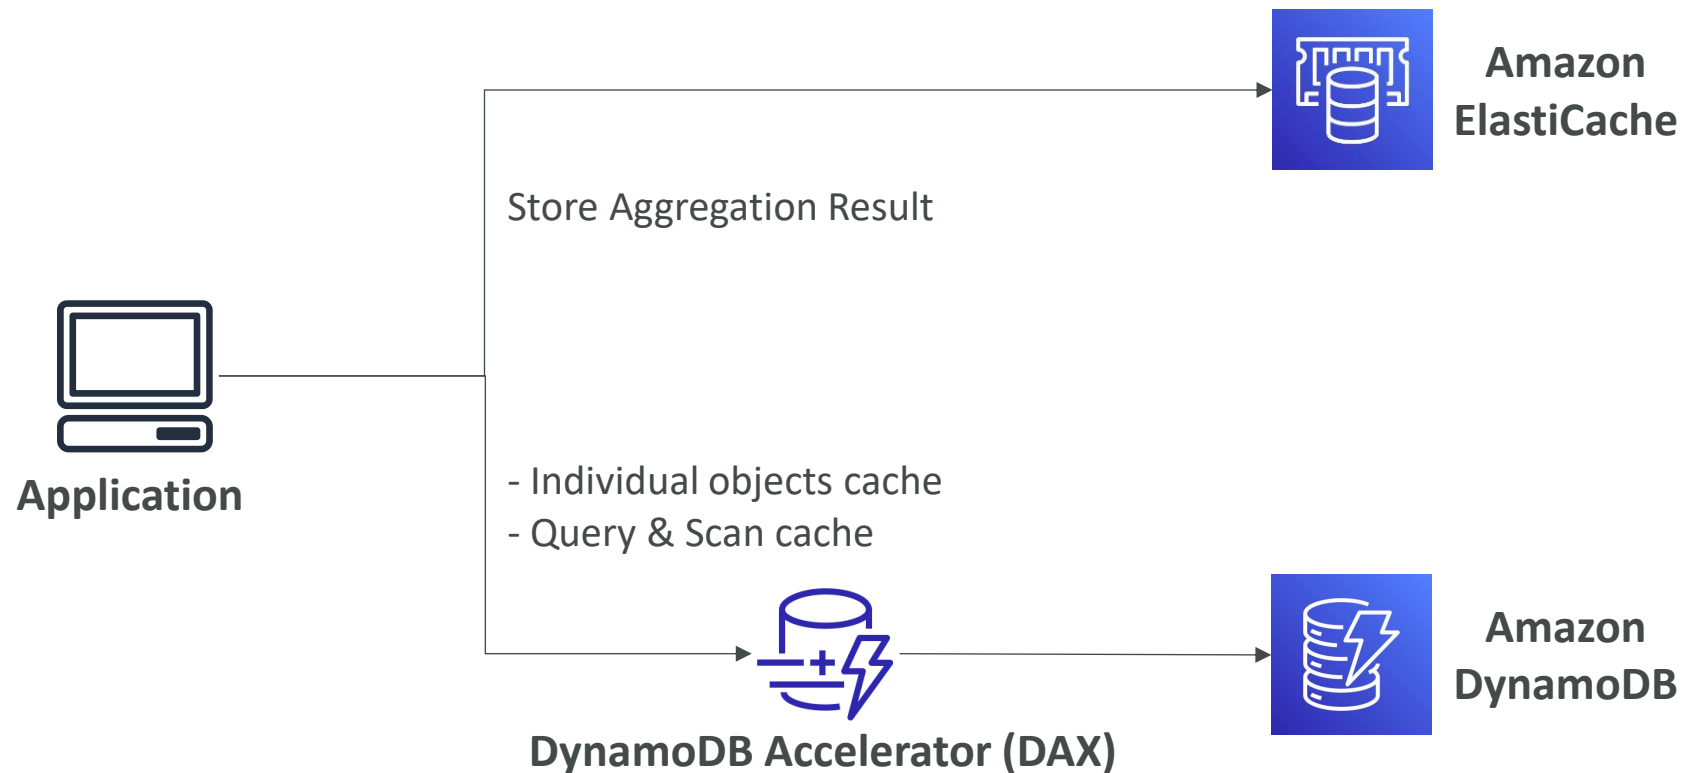 Amazon
ElastiCache
Store Aggregation Result
Application
- Individual objects cache
- Query & Scan cache
Amazon
DynamoDB
DynamoDB Accelerator (DAX)